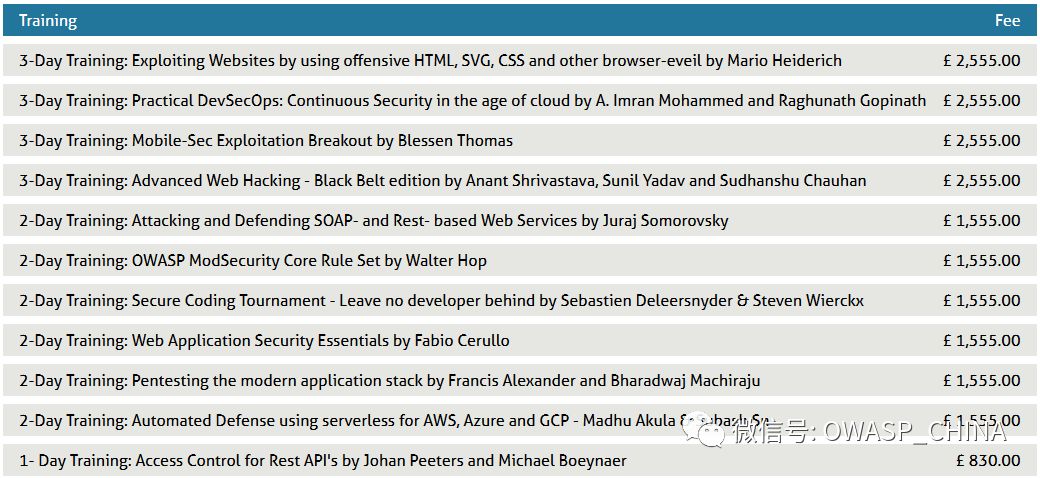 Training Fee
3-Day Training: Exploiting Websites by using offensive HTML, SVG, CSS and other browser-eveil by Mario Heiderich £ 2,555.00
3-Day Training: Practical DevSecOps: Continuous Security in the age of cloud by A. Imran Mohammed and Raghunath Gopinath £ 2,555.00
3-Day Training: Mobile-Sec Exploitation Breakout by Blessen Thomas £ 2,555.00
3-Day Training: Advanced Web Hacking - Black Belt edition by Anant Shrivastava, Sunil Yadav and Sudhanshu Chauhan £ 2,555.00
2-Day Training: Attacking and Defending SOAP- and Rest- based Web Services by Juraj Somorovsky £ 1,555.00
2-Day Training: OWASP ModSecurity Core Rule Set by Walter Hop £ 1,555.00
2-Day Training: Secure Coding Tournament - Leave no developer behind by Sebastien Deleersnyder & Steven Wierckx £ 1,555.00
2-Day Training: Web Application Security Essentials by Fabio Cerullo £ 1,555.00
2-Day Training: Pentesting the modern application stack by Francis Alexander and Bharadwaj Machiraju £ 1,555.00
2-Day Training: Automated Defense using serverless for AWS, Azure and GCP - Madhu Akula £ 1,555.00
微信号: OWASP_CHINA
1- Day Training: Access Control for Rest API's by Johan Peeters and Michael Boeynaer £ 830.00